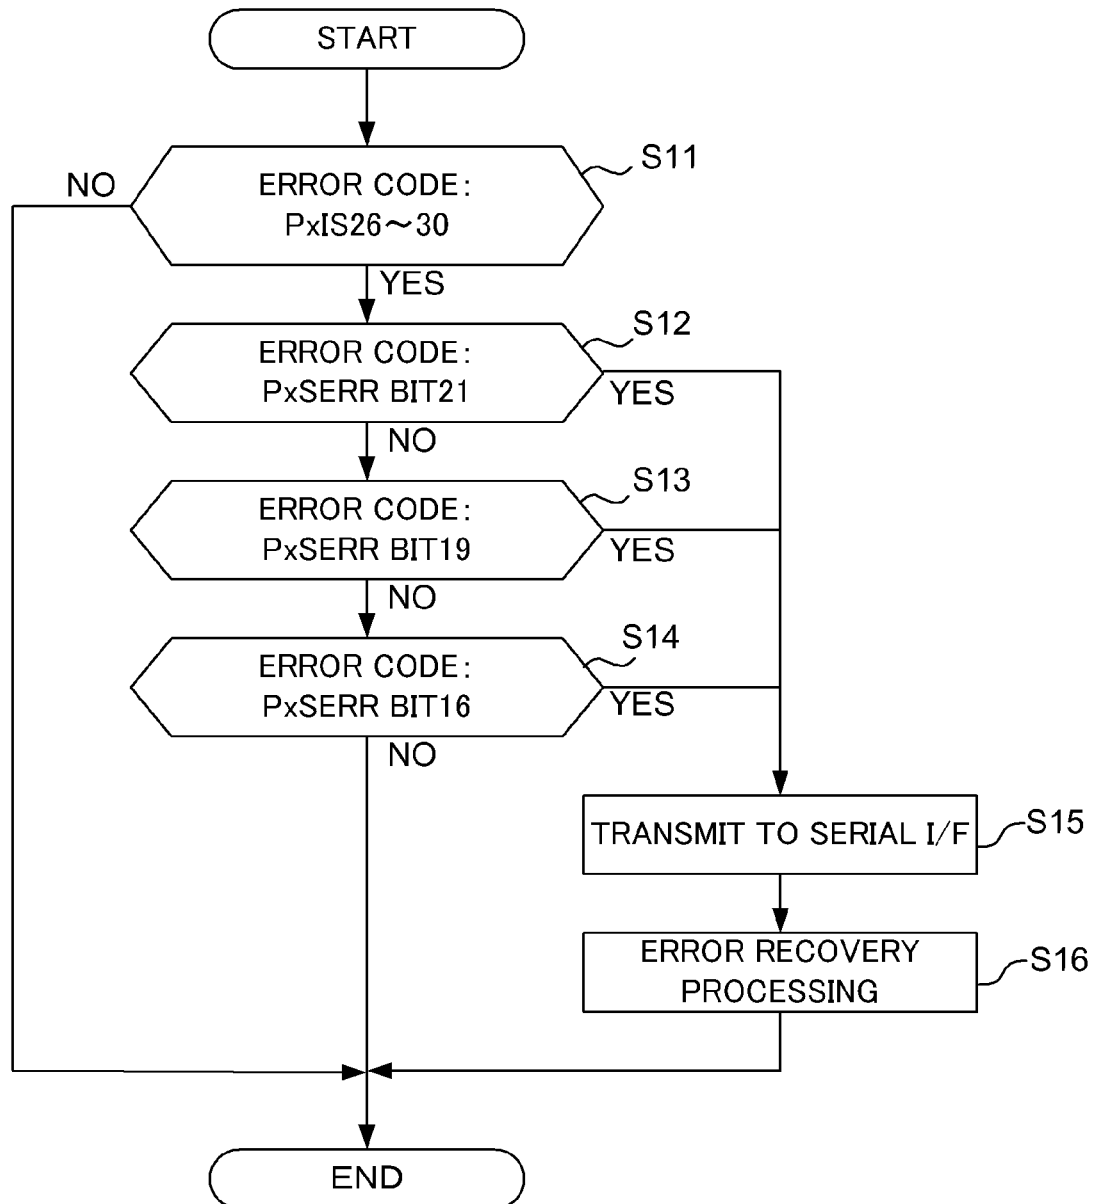 START
S11
NO
ERROR CODE:
PxIS26～30
YES
S12
ERROR CODE:
PxSERR BIT21
YES
NO
S13
ERROR CODE:
PxSERR BIT19
YES
NO
S14
ERROR CODE:
PxSERR BIT16
YES
NO
TRANSMIT TO SERIAL I/F
S15
ERROR RECOVERY
PROCESSING
S16
END